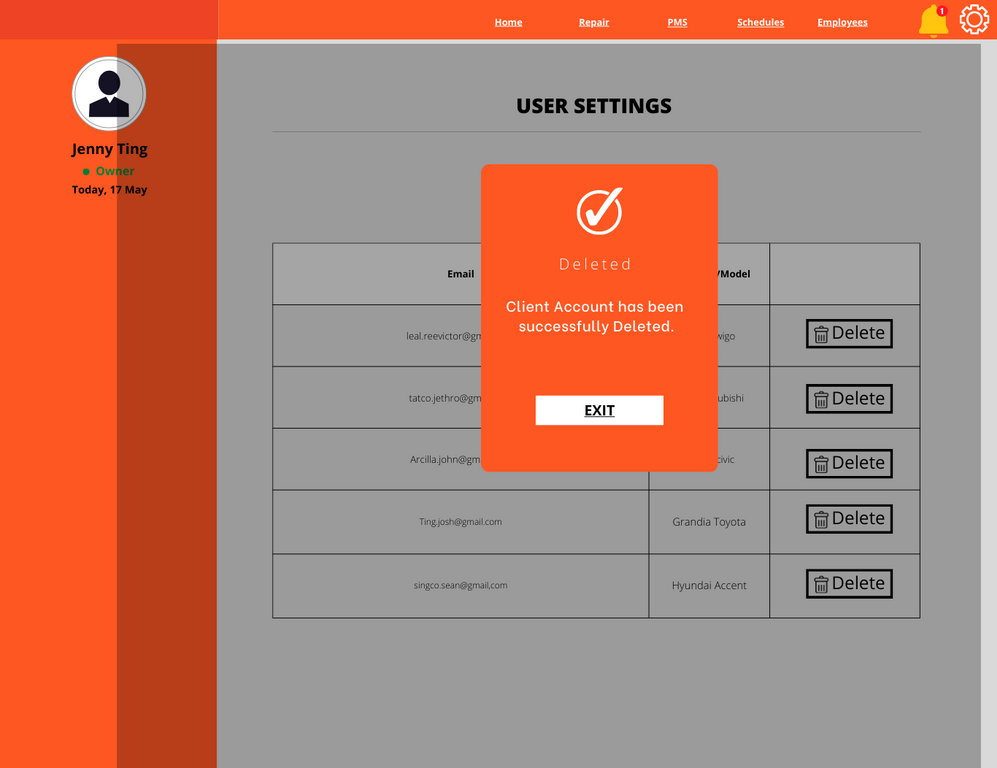 Home Repair PMS Schedules Employees 1
Jenny Ting
Owner
Today, 17 May
USER SETTINGS
Deleted
Client Account has been
successfully Deleted.
EXIT
Email /Model
leal.reevictor@gm wigo Delete
tatco.jethro@gm ubishi Delete
Arcilla.john@gm civic Delete
Ting.josh@gmail.com Grandia Toyota Delete
singco.sean@gmail,com Hyundai Accent Delete